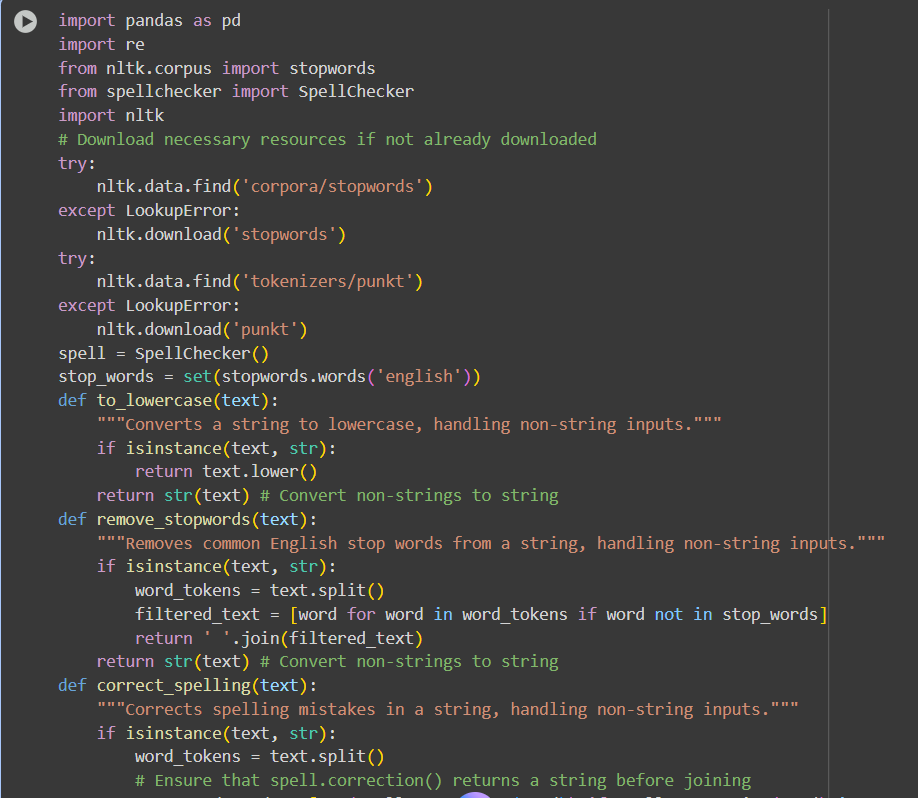 import pandas as pd
import re
from nltk.corpus import stopwords
from spellchecker import SpellChecker
import nltk
# Download necessary resources if not already downloaded
try:
    nltk.data.find('corpora/stopwords')
except LookupError:
    nltk.download('stopwords')
try:
    nltk.data.find('tokenizers/punkt')
except LookupError:
    nltk.download('punkt')
spell = SpellChecker()
stop_words = set(stopwords.words('english'))
def to_lowercase(text):
    """Converts a string to lowercase, handling non-string inputs."""
    if isinstance(text, str):
        return text.lower()
    return str(text) # Convert non-strings to string
def remove_stopwords(text):
    """Removes common English stop words from a string, handling non-string inputs."""
    if isinstance(text, str):
        word_tokens = text.split()
        filtered_text = [word for word in word_tokens if word not in stop_words]
        return ' '.join(filtered_text)
    return str(text) # Convert non-strings to string
def correct_spelling(text):
    """Corrects spelling mistakes in a string, handling non-string inputs."""
    if isinstance(text, str):
        word_tokens = text.split()
        # Ensure that spell.correction() returns a string before joining